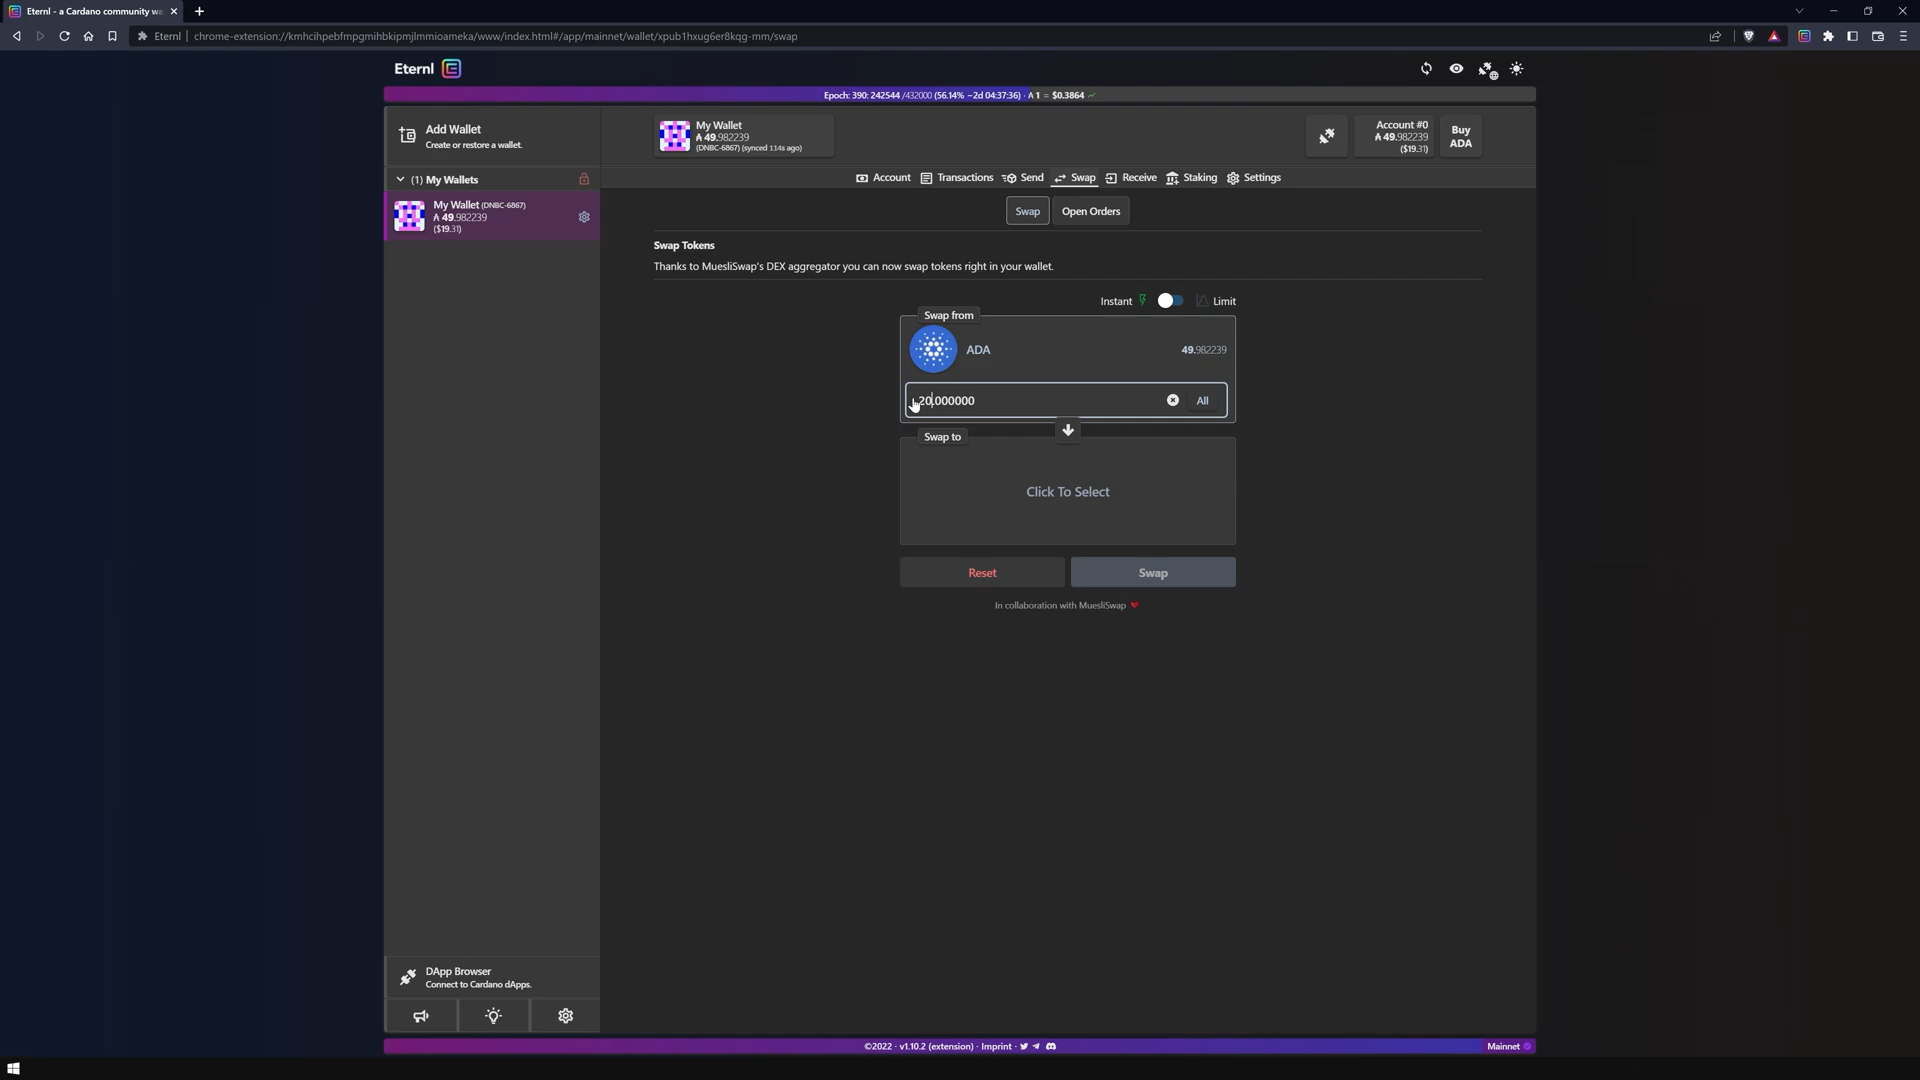 Eternl - a Cardano community wa
Eternl | chrome-extension://kmhcihpebfmpgmihbkipmjlmmioameka/www/index.html#/app/mainnet/wallet/xpub1hxug6er8kqg-mm/swap
Eternl
Epoch: 390: 242544 /432000 (56.14% ~2d 04:37:36) · ₳ 1 = $0.3864
Add Wallet
Create or restore a wallet.
My Wallet
₳ 49.982239
(DNBC-6867) (synced 114s ago)
Account #0
₳ 49.982239
($19.31)
Buy
ADA
(1) My Wallets
My Wallet (DNBC-6867)
₳ 49.982239
($19.31)
Account Transactions Send Swap Receive Staking Settings
Swap Open Orders
Swap Tokens
Thanks to MuesliSwap's DEX aggregator you can now swap tokens right in your wallet.
Instant Limit
Swap from
ADA 49.982239
20.000000 All
Swap to
Click To Select
Reset Swap
In collaboration with MuesliSwap
DApp Browser
Connect to Cardano dApps.
©2022 · v1.10.2 (extension) · Imprint ·
Mainnet